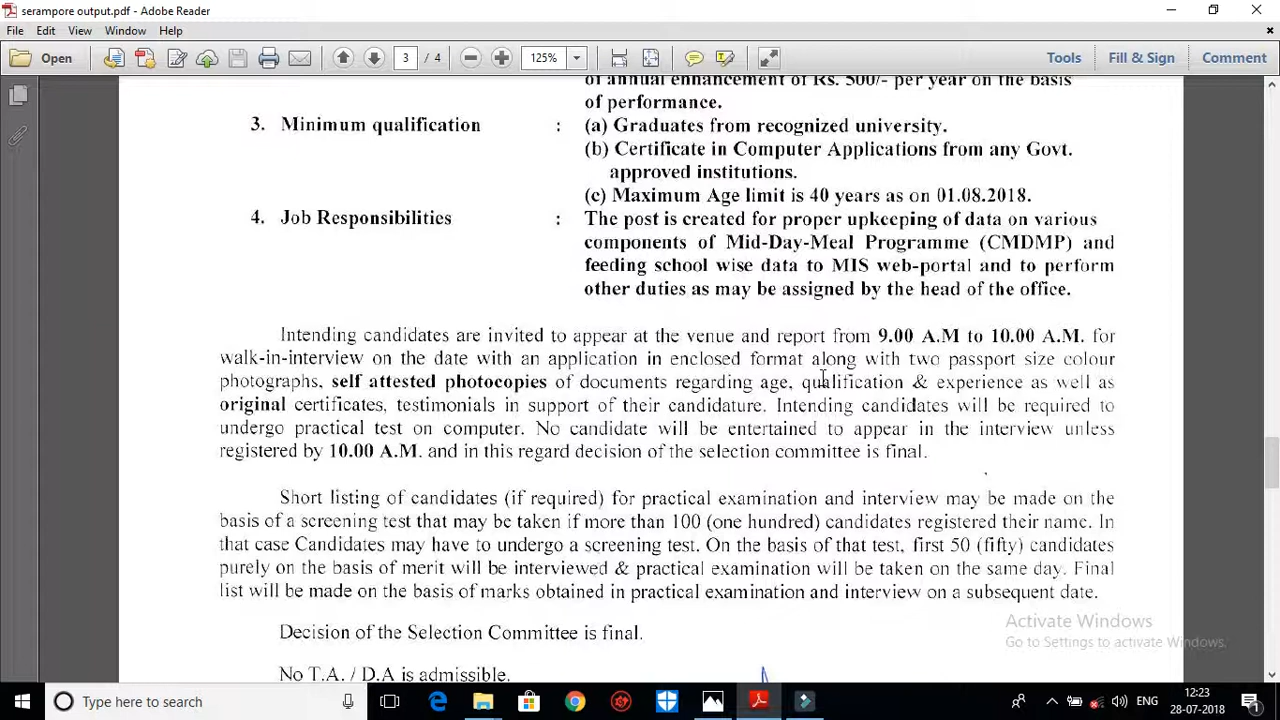 serampore output.pdf - Adobe Reader
File Edit View Window Help
Open 3 / 4 125% Tools Fill & Sign Comment
of annual enhancement of Rs. 500/- per year on the basis
of performance.
3. Minimum qualification : (a) Graduates from recognized university.
(b) Certificate in Computer Applications from any Govt.
approved institutions.
(c) Maximum Age limit is 40 years as on 01.08.2018.
4. Job Responsibilities : The post is created for proper upkeeping of data on various
components of Mid-Day-Meal Programme (CMDMP) and
feeding school wise data to MIS web-portal and to perform
other duties as may be assigned by the head of the office.
Intending candidates are invited to appear at the venue and report from 9.00 A.M to 10.00 A.M. for
walk-in-interview on the date with an application in enclosed format along with two passport size colour
photographs, self attested photocopies of documents regarding age, qualification & experience as well as
original certificates, testimonials in support of their candidature. Intending candidates will be required to
undergo practical test on computer. No candidate will be entertained to appear in the interview unless
registered by 10.00 A.M. and in this regard decision of the selection committee is final.
Short listing of candidates (if required) for practical examination and interview may be made on the
basis of a screening test that may be taken if more than 100 (one hundred) candidates registered their name. In
that case Candidates may have to undergo a screening test. On the basis of that test, first 50 (fifty) candidates
purely on the basis of merit will be interviewed & practical examination will be taken on the same day. Final
list will be made on the basis of marks obtained in practical examination and interview on a subsequent date.
Decision of the Selection Committee is final.
No T.A. / D.A is admissible.
Activate Windows
Go to Settings to activate Windows.
Type here to search
ENG 12:23
28-07-2018
1